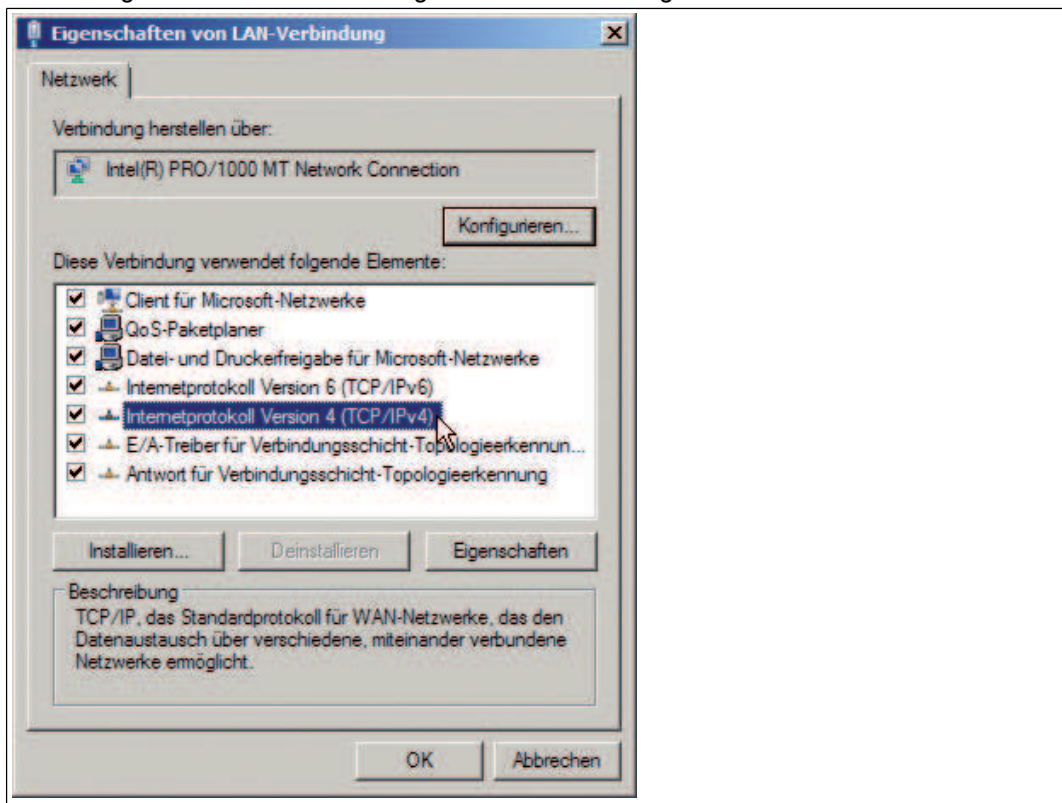 Eigenschaften von LAN-Verbindung
Netzwerk
Verbindung herstellen über:
Intel(R) PRO/1000 MT Network Connection
Konfigurieren...
Diese Verbindung verwendet folgende Elemente:
Client für Microsoft-Netzwerke
QoS-Paketplaner
Datei- und Druckerfreigabe für Microsoft-Netzwerke
Internetprotokoll Version 6 (TCP/IPv6)
Internetprotokoll Version 4 (TCP/IPv4)
E/A-Treiber für Verbindungsschicht-Topologieerkennun...
Antwort für Verbindungsschicht-Topologieerkennung
Installieren... Deinstallieren Eigenschaften
Beschreibung
TCP/IP, das Standardprotokoll für WAN-Netzwerke, das den
Datenaustausch über verschiedene, miteinander verbundene
Netzwerke ermöglicht.
OK Abbrechen